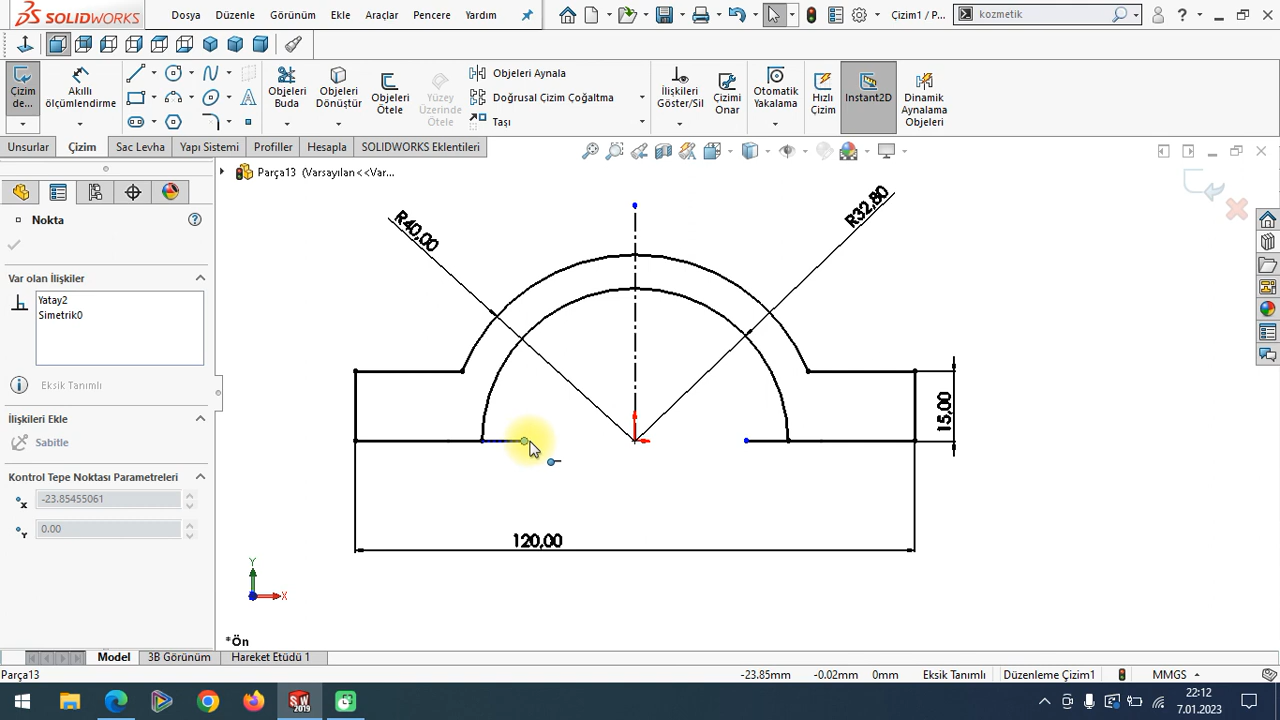 SOLIDWORKS
Dosya Düzenle Görünüm Ekle Araçlar Pencere Yardım
Çizim1 / P...
kozmetik
Çizim de...
Akıllı ölçümlendirme
Objeleri Buda
Objeleri Dönüştür
Objeleri Ötele
Yüzey Üzerinde Ötele
Objeleri Aynala
Doğrusal Çizim Çoğaltma
Taşı
İlişkileri Göster/Sil
Çizimi Onar
Otomatik Yakalama
Hızlı Çizim
Instant2D
Dinamik Aynalama Objeleri
Unsurlar Çizim Sac Levha Yapı Sistemi Profiller Hesapla SOLIDWORKS Eklentileri
Parça13 (Varsayılan<<Var...
Nokta
Var olan İlişkiler
Yatay2
Simetrik0
Eksik Tanımlı
İlişkileri Ekle
Sabitle
Kontrol Tepe Noktası Parametreleri
X
-23.85455061
Y
0.00
R40,00
R32,80
15,00
120,00
Y
X
*Ön
Model 3B Görünüm Hareket Etüdü 1
Parça13
-23.85mm -0.02mm 0mm Eksik Tanımlı Düzenleme Çizim1 MMGS
SW
2019
22:12
7.01.2023